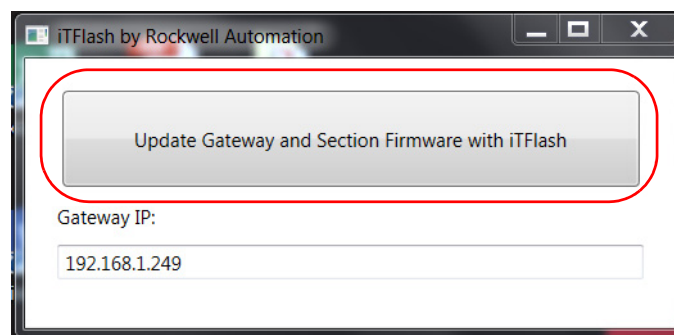 iTFlash by Rockwell Automation
Update Gateway and Section Firmware with iTFlash
Gateway IP:
192.168.1.249